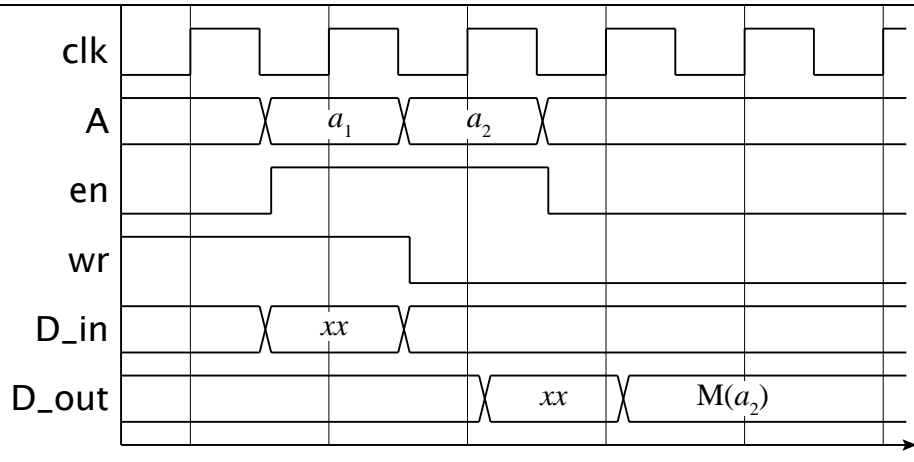 clk
A a₁ a₂
en
wr
D_in xx
D_out xx M(a₂)